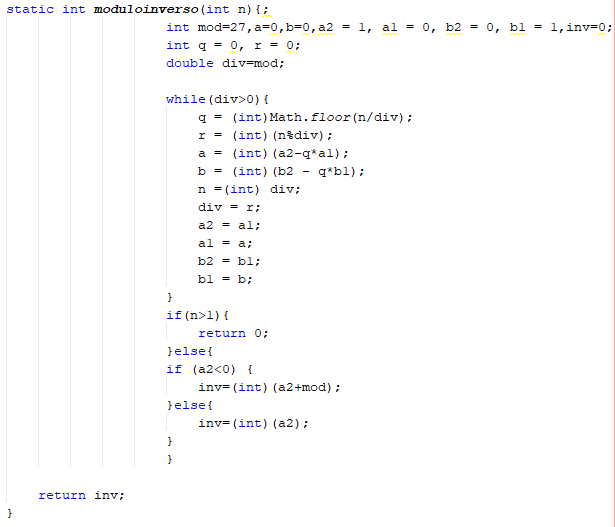 static int moduloinverso(int n){;
int mod=27,a=0,b=0,a2 = 1, a1 = 0, b2 = 0, b1 = 1,inv=0;
int q = 0, r = 0;
double div=mod;
while(div>0){
q = (int)Math.floor(n/div);
r = (int)(n%div);
a = (int)(a2-q*a1);
b = (int)(b2 - q*b1);
n =(int) div;
div = r;
a2 = a1;
a1 = a;
b2 = b1;
b1 = b;
}
if(n>1){
return 0;
}else{
if (a2<0) {
inv=(int)(a2+mod);
}else{
inv=(int)(a2);
}
}
return inv;
}